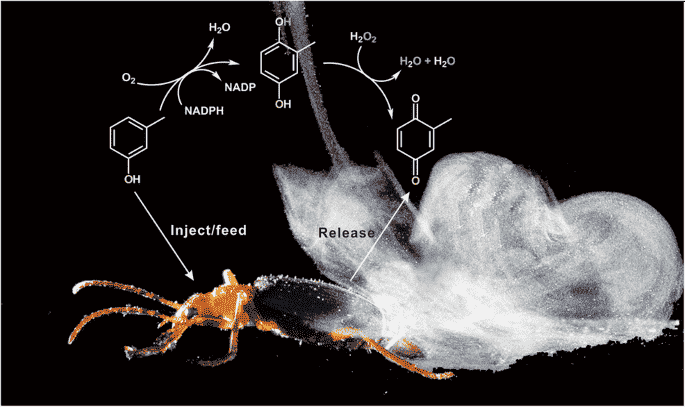 H₂O
OH
H₂O₂
O₂
H₂O + H₂O
NADP
NADPH
OH
O
O
OH
Inject/feed
Release